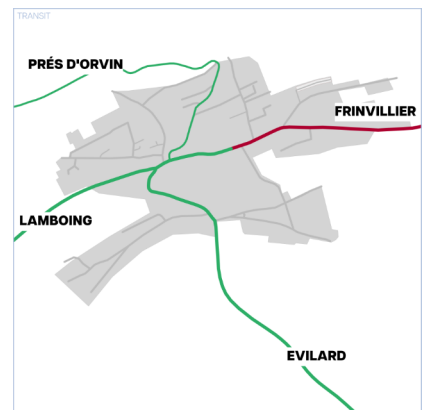 TRANSIT
PRÉS D'ORVIN
FRINVILLIER
LAMBOING
EVILARD